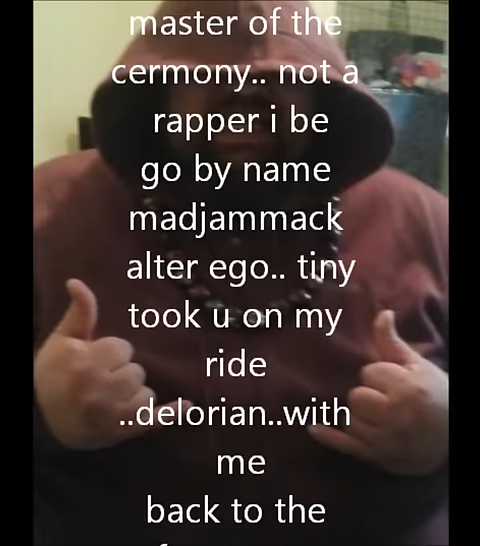 master of the
cermony.. not a
rapper i be
go by name
madjammack
alter ego.. tiny
took u on my
ride
..delorian..with
me
back to the